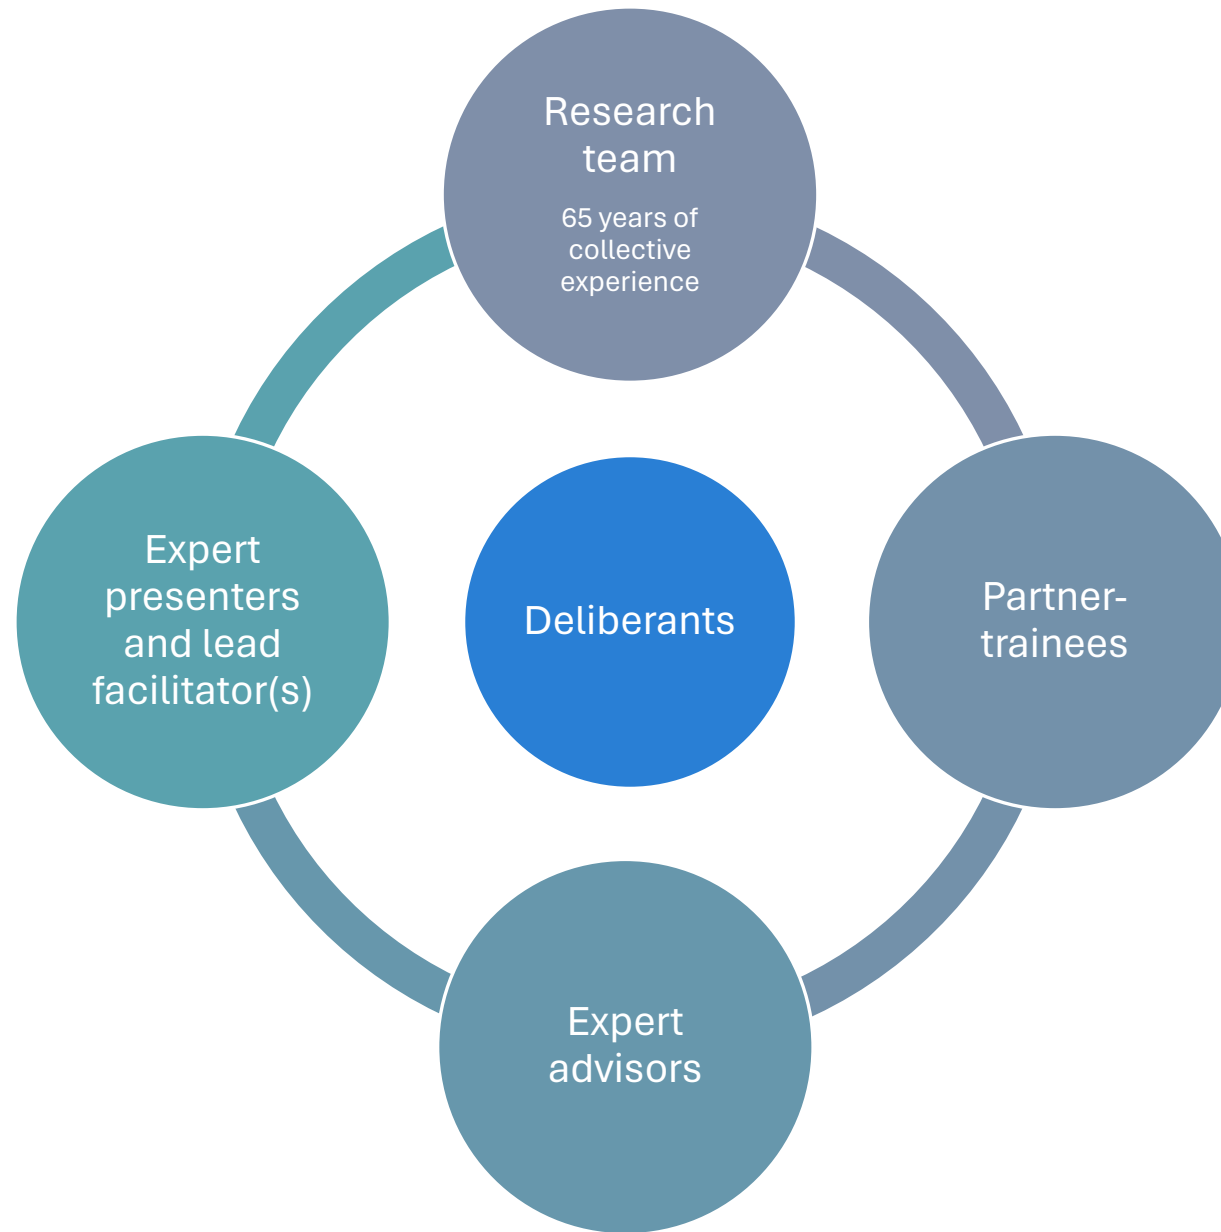 Research
team
65 years of
collective
experience
Expert
presenters
and lead
facilitator(s)
Deliberants
Partner-
trainees
Expert
advisors